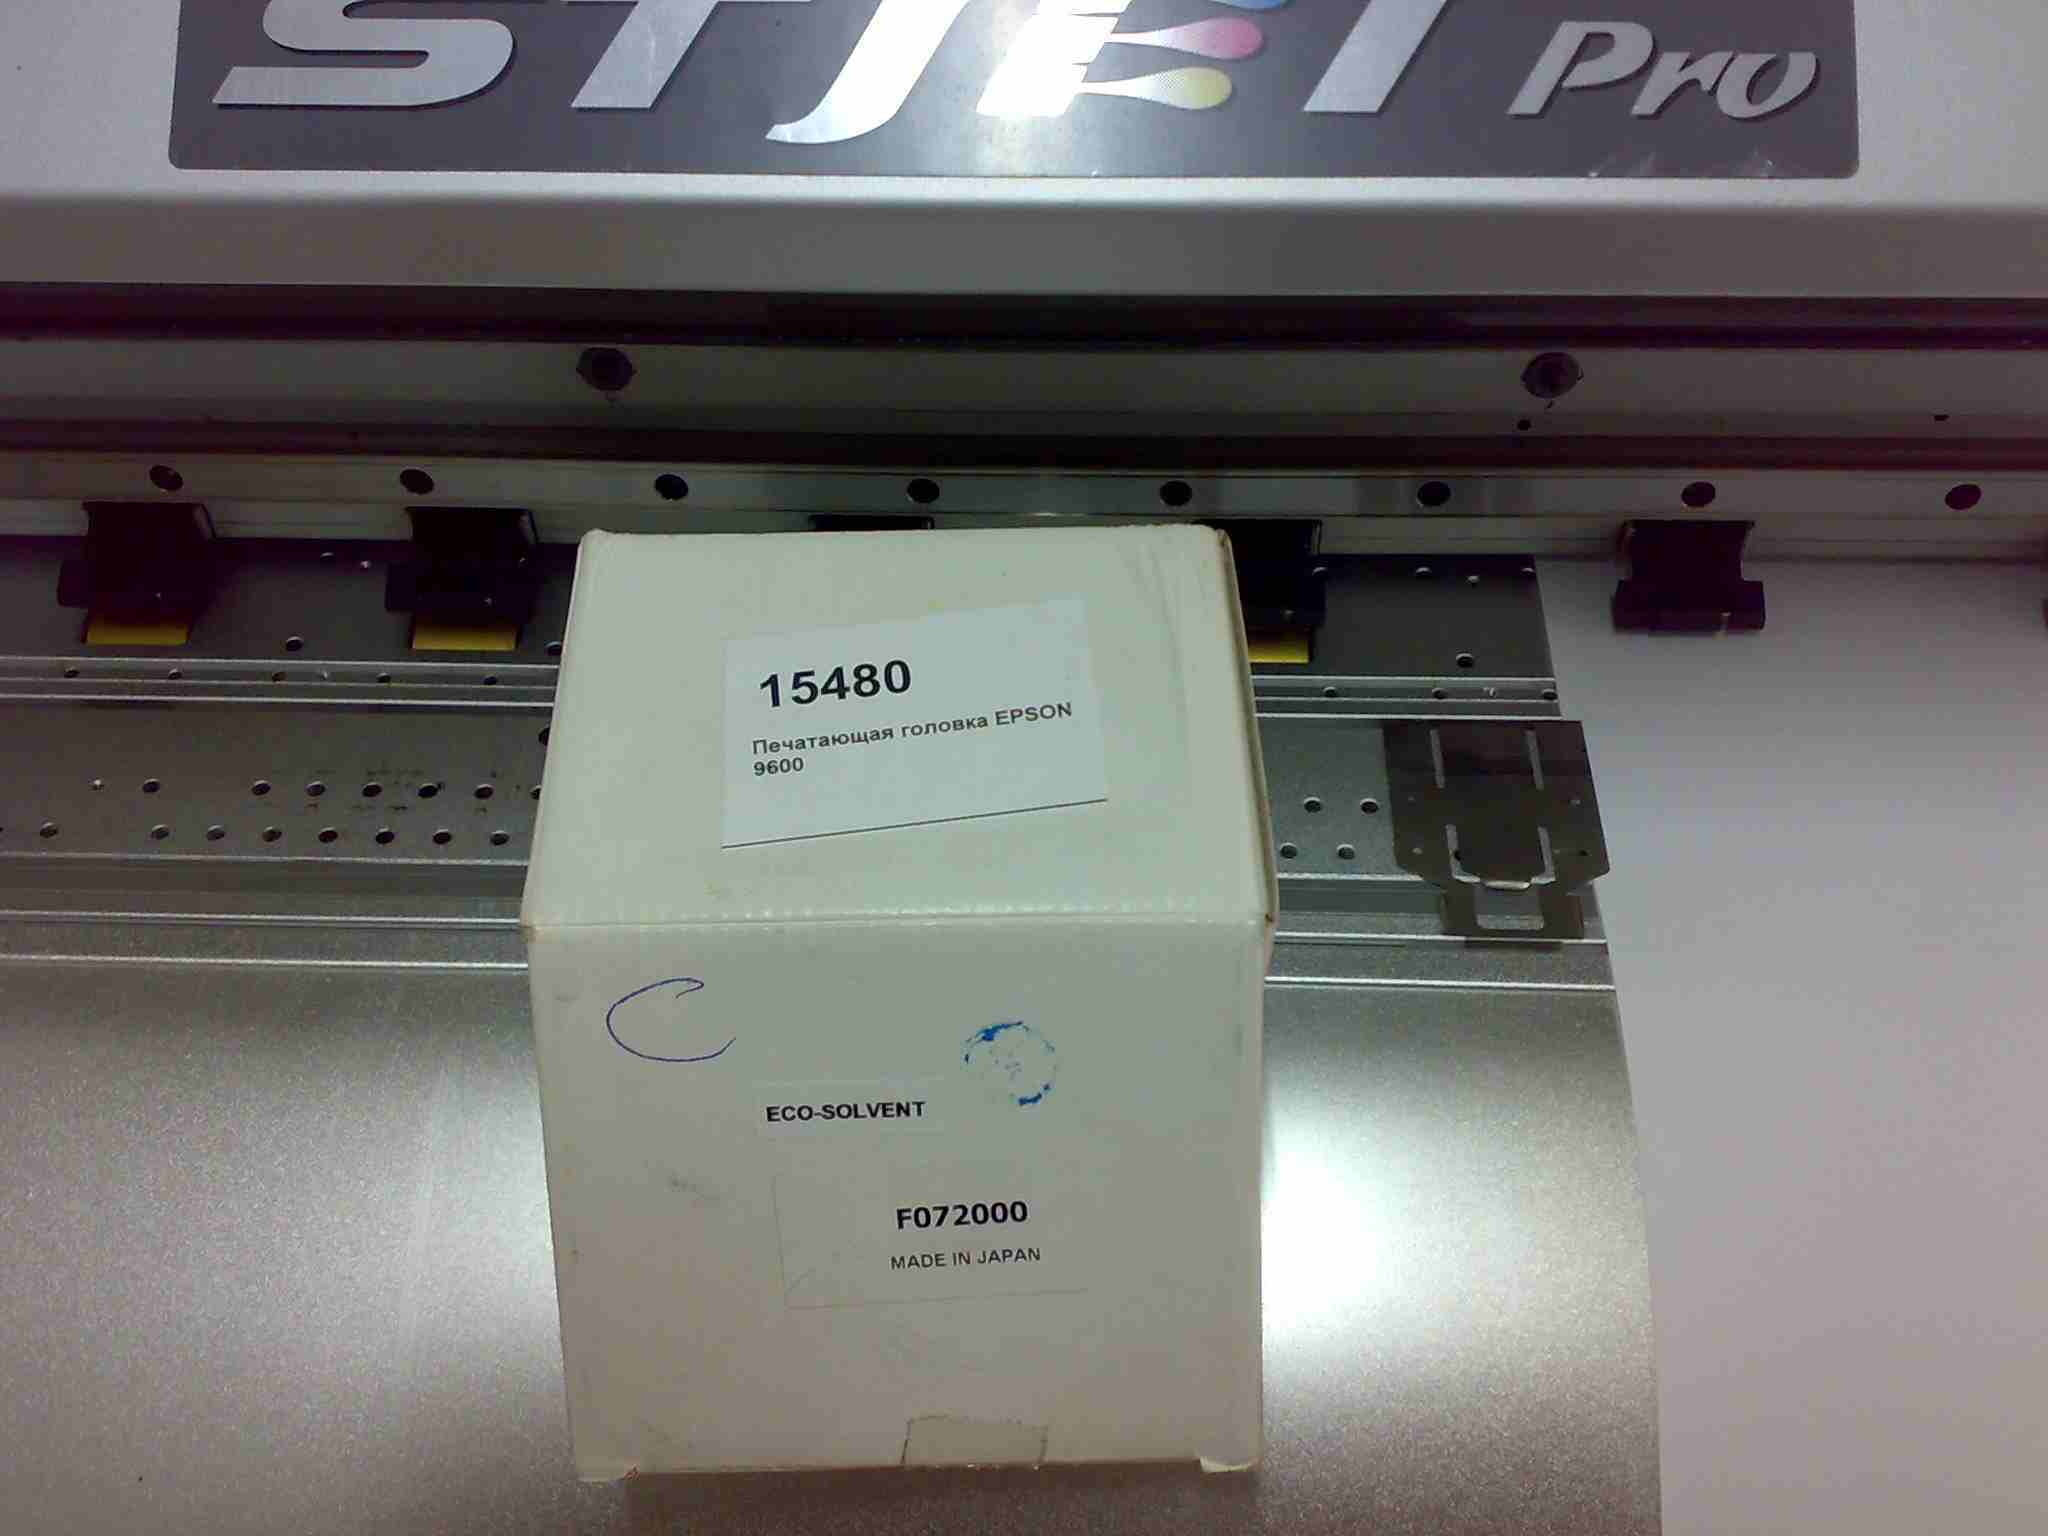 STJET Pro
15480
Печатающая головка EPSON
9600
C
ECO-SOLVENT
F072000
MADE IN JAPAN